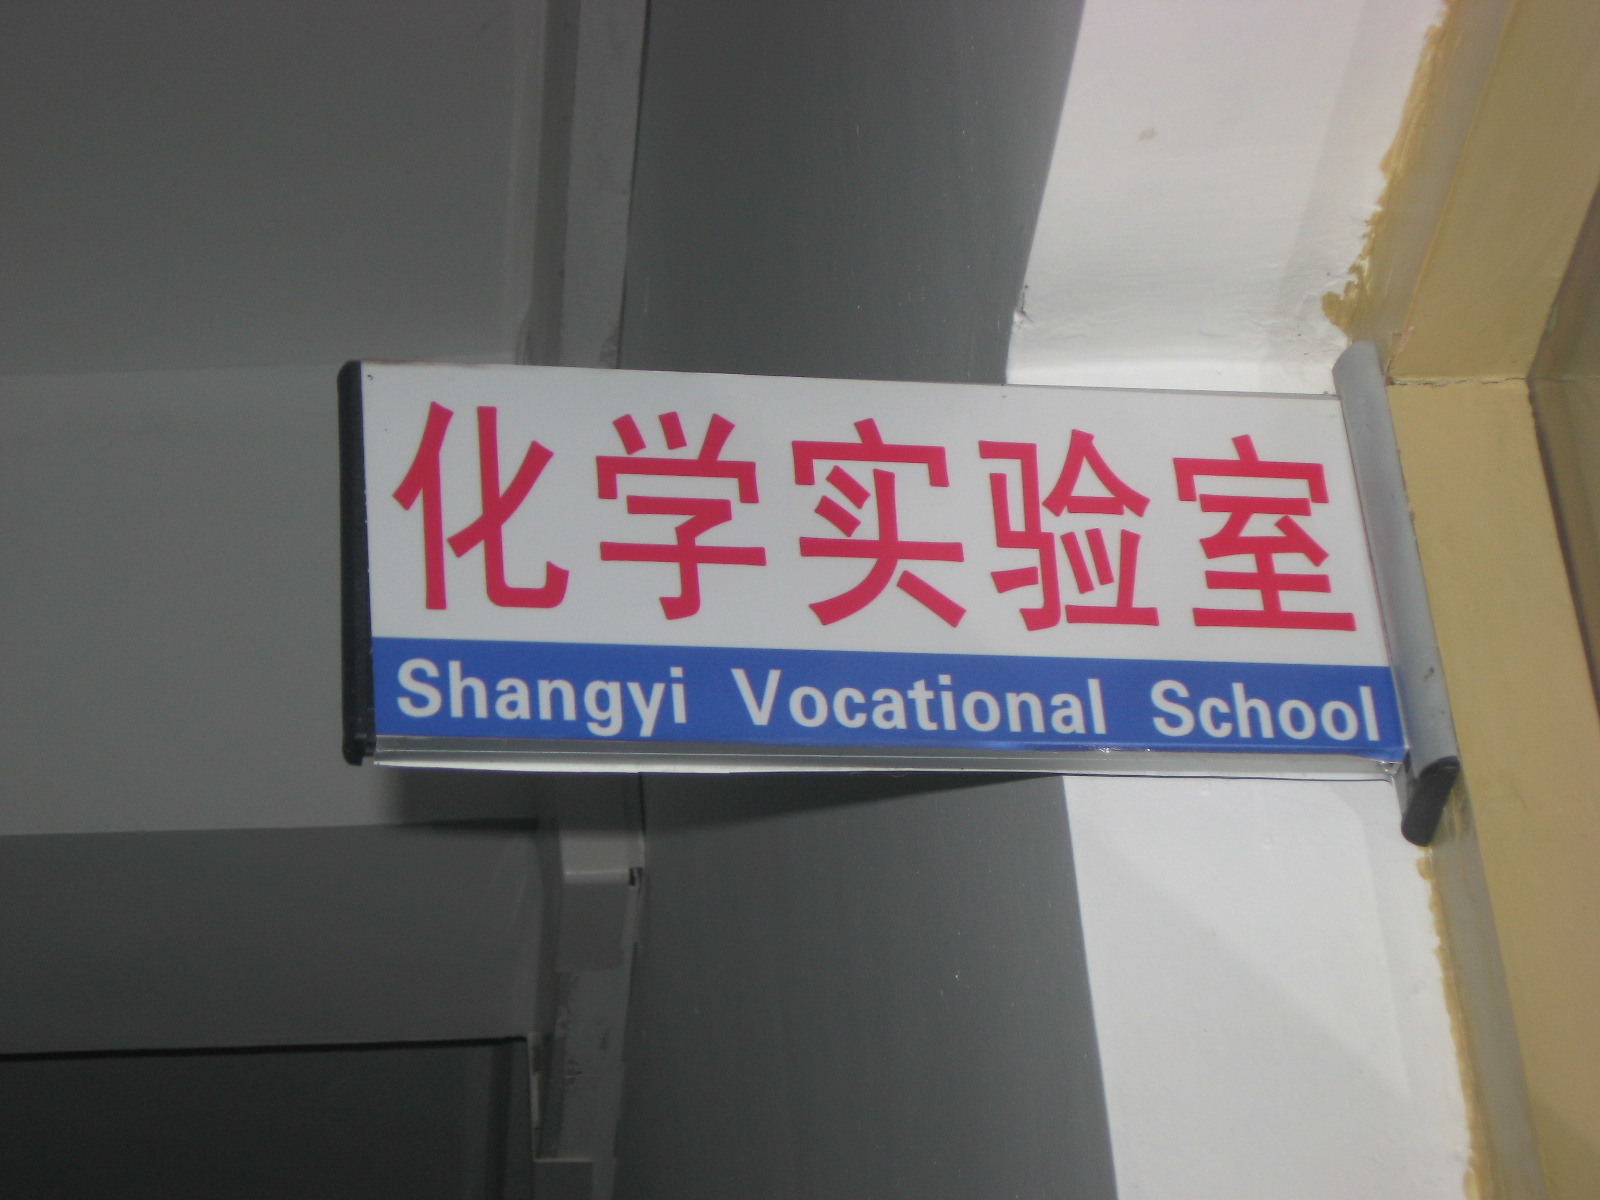 化学实验室
Shangyi Vocational School